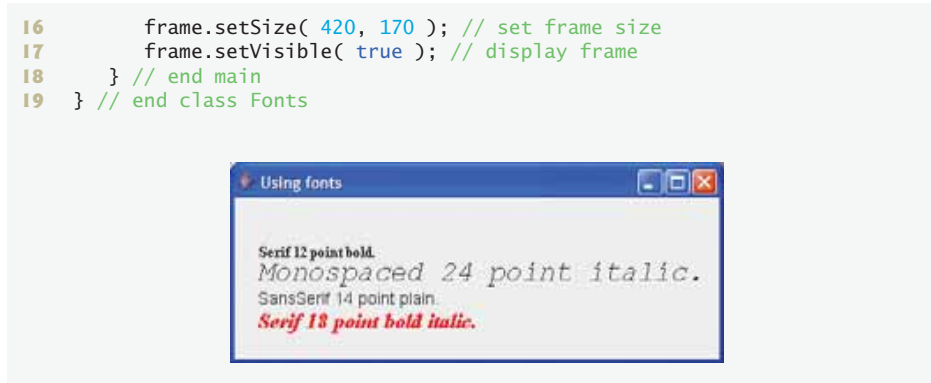 16 frame.setSize( 420, 170 ); // set frame size
17 frame.setVisible( true ); // display frame
18 } // end main
19 } // end class Fonts
Using fonts
Serif 12 point bold.
Monospaced 24 point italic.
SansSerif 14 point plain.
Serif 18 point bold italic.